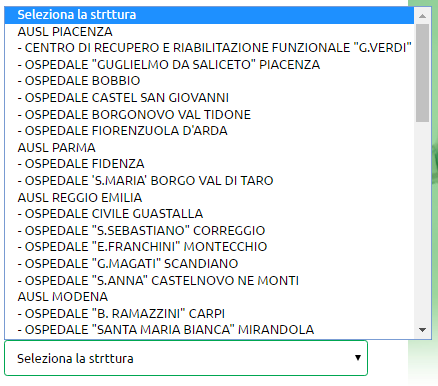 Seleziona la strttura
AUSL PIACENZA
- CENTRO DI RECUPERO E RIABILITAZIONE FUNZIONALE "G.VERDI"
- OSPEDALE "GUGLIELMO DA SALICETO" PIACENZA
- OSPEDALE BOBBIO
- OSPEDALE CASTEL SAN GIOVANNI
- OSPEDALE BORGONOVO VAL TIDONE
- OSPEDALE FIORENZUOLA D'ARDA
AUSL PARMA
- OSPEDALE FIDENZA
- OSPEDALE 'S.MARIA' BORGO VAL DI TARO
AUSL REGGIO EMILIA
- OSPEDALE CIVILE GUASTALLA
- OSPEDALE "S.SEBASTIANO" CORREGGIO
- OSPEDALE "E.FRANCHINI" MONTECCHIO
- OSPEDALE "G.MAGATI" SCANDIANO
- OSPEDALE "S.ANNA" CASTELNOVO NE MONTI
AUSL MODENA
- OSPEDALE "B. RAMAZZINI" CARPI
- OSPEDALE "SANTA MARIA BIANCA" MIRANDOLA
Seleziona la strttura